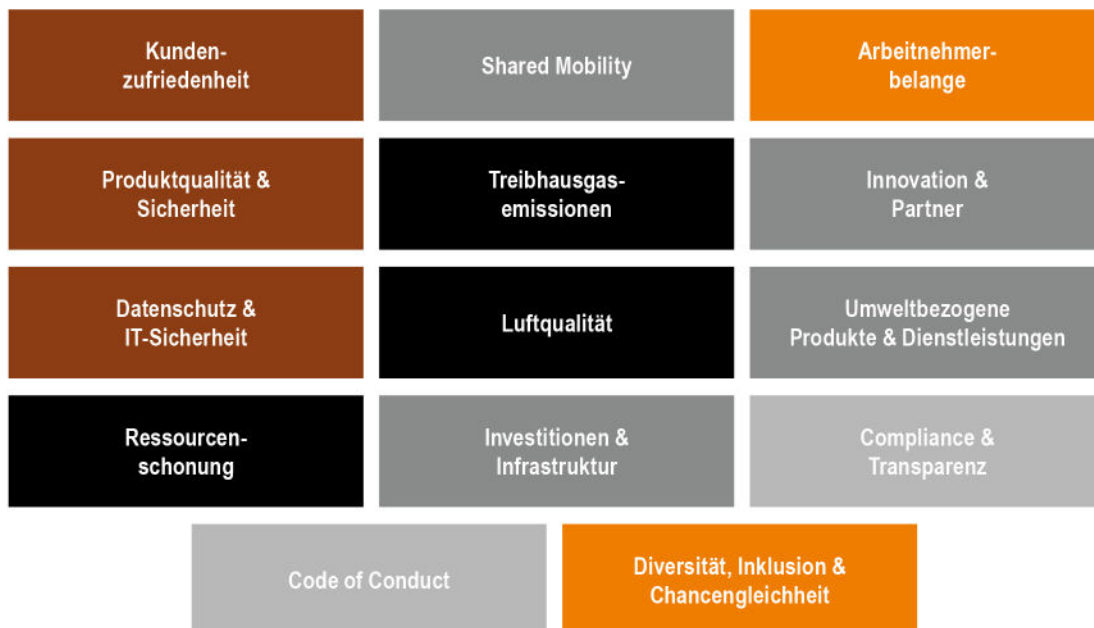 Kunden-
zufriedenheit
Shared Mobility
Arbeitnehmer-
belange
Produktqualität &
Sicherheit
Treibhausgas-
emissionen
Innovation &
Partner
Datenschutz &
IT-Sicherheit
Luftqualität
Umweltbezogene
Produkte & Dienstleistungen
Ressourcen-
schonung
Investitionen &
Infrastruktur
Compliance &
Transparenz
Code of Conduct
Diversität, Inklusion &
Chancengleichheit